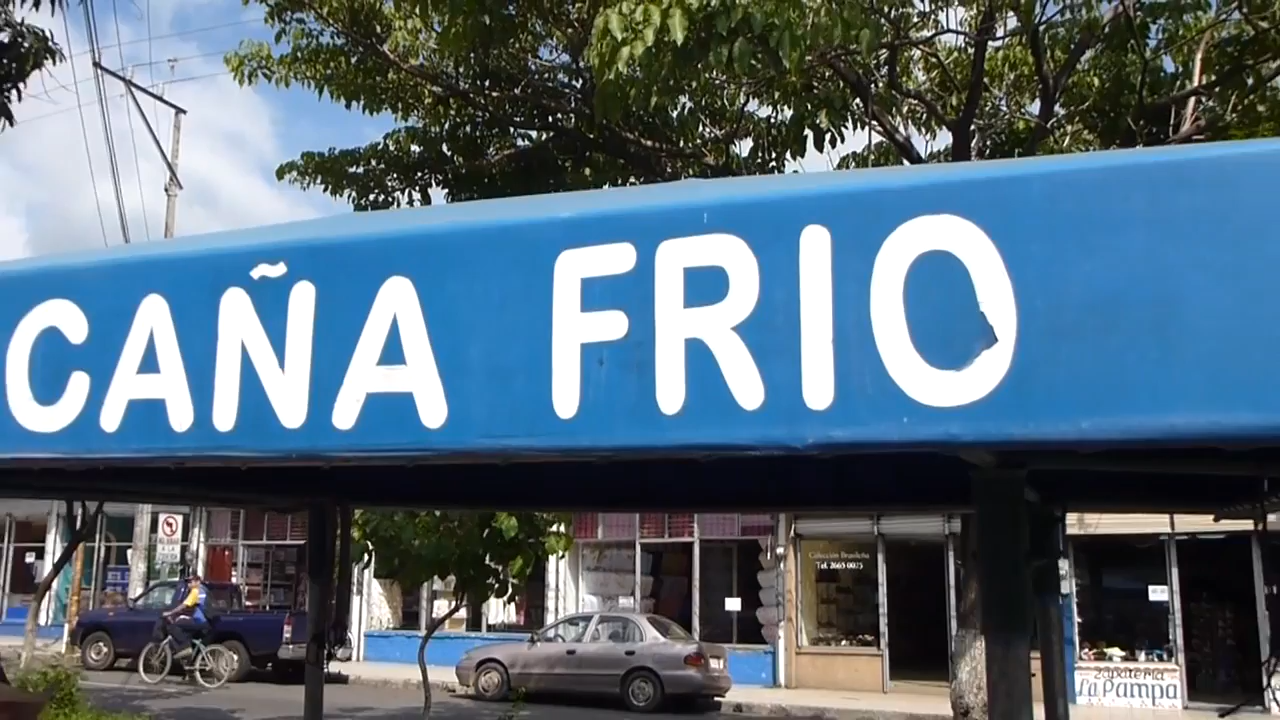 CAÑA FRIO
Colección Brasileña
Tel. 2665 0025
Zapatería
La Pampa